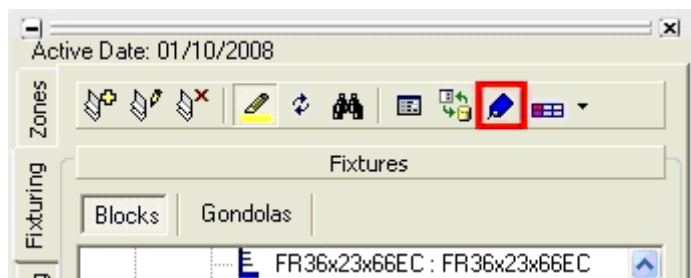 Active Date: 01/10/2008
Zones
Fixturing
Fixtures
Blocks Gondolas
FR36x23x66EC : FR36x23x66EC